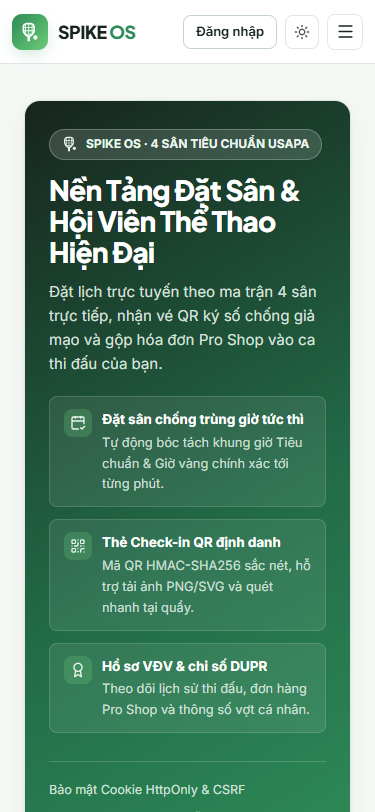 SPIKE OS
Đăng nhập
SPIKE OS · 4 SÂN TIÊU CHUẨN USAPA
Nền Tảng Đặt Sân &
Hội Viên Thể Thao
Hiện Đại
Đặt lịch trực tuyến theo ma trận 4 sân
trực tiếp, nhận vé QR ký số chống giả
mạo và gộp hóa đơn Pro Shop vào ca
thi đấu của bạn.
Đặt sân chống trùng giờ tức thì
Tự động bóc tách khung giờ Tiêu
chuẩn & Giờ vàng chính xác tới
từng phút.
Thẻ Check-in QR định danh
Mã QR HMAC-SHA256 sắc nét, hỗ
trợ tải ảnh PNG/SVG và quét
nhanh tại quầy.
Hồ sơ VĐV & chỉ số DUPR
Theo dõi lịch sử thi đấu, đơn hàng
Pro Shop và thông số vợt cá nhân.
Bảo mật Cookie HttpOnly & CSRF